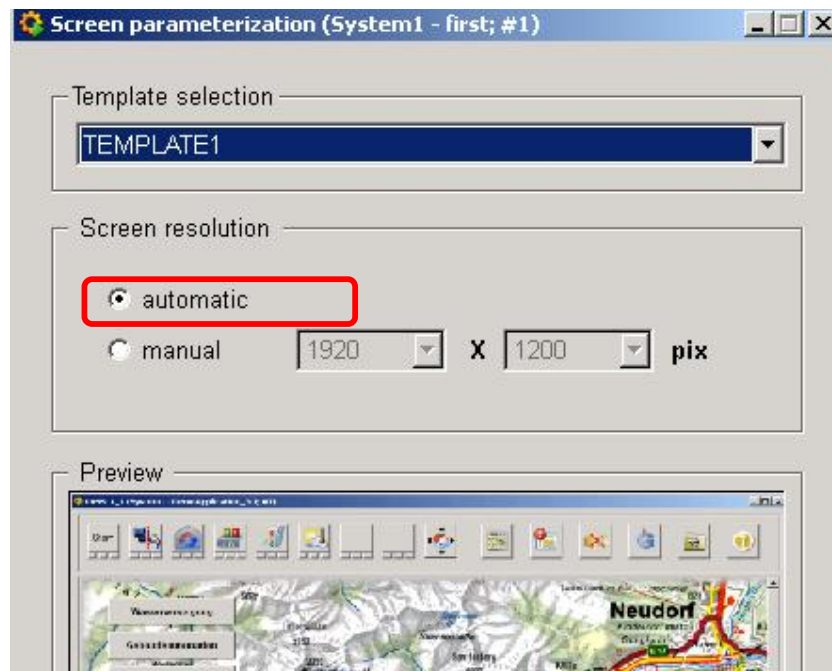 Screen parameterization (System1 - first; #1)
Template selection
TEMPLATE1
Screen resolution
automatic
manual 1920 X 1200 pix
Preview
Neudorf